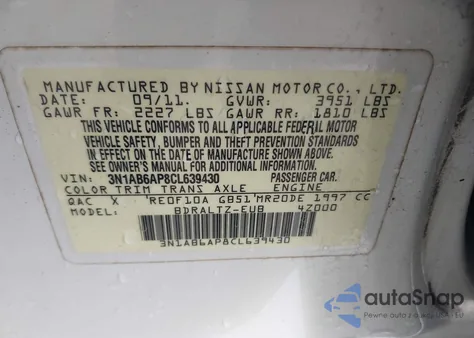 MANUFACTURED BY NISSAN MOTOR CO., LTD.
DATE: 09/11. GVWR: 3951 LBS
GAWR FR: 2227 LBS GAWR RR: 1810 LBS
THIS VEHICLE CONFORMS TO ALL APPLICABLE FEDERAL MOTOR
VEHICLE SAFETY, BUMPER AND THEFT PREVENTION STANDARDS
IN EFFECT ON THE DATE OF MANUFACTURE SHOWN ABOVE.
SEE OWNER'S MANUAL FOR ADDITIONAL INFORMATION.
VIN: 3N1AB6AP8CL639430 PASSENGER CAR.
COLOR TRIM TRANS AXLE ENGINE
QAC X RE0F10A GB51 MR20DE 1997 CC
MODEL: BDRALTZ-EUB 4Z000
3N1AB6AP8CL639430
autoSnap